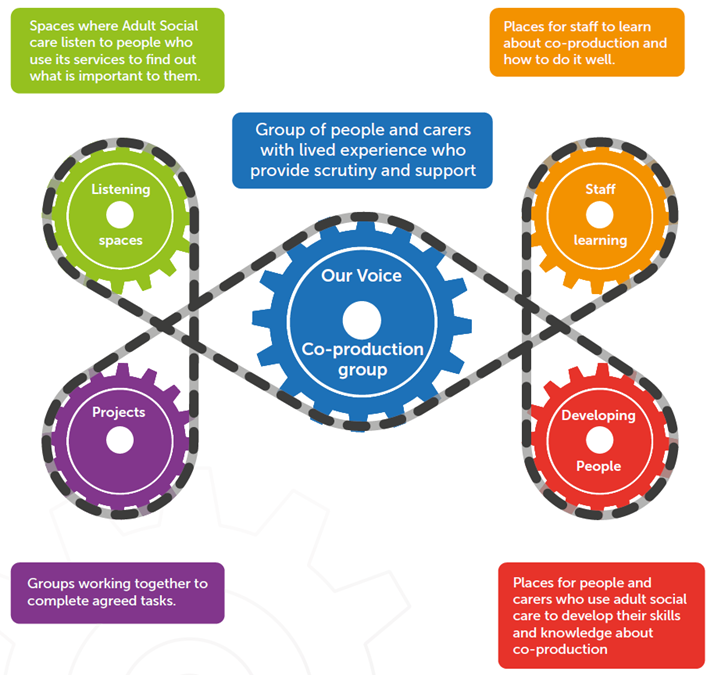 Spaces where Adult Social
care listen to people who
use its services to find out
what is important to them.
Places for staff to learn
about co-production and
how to do it well.
Group of people and carers
with lived experience who
provide scrutiny and support
Listening
spaces
Staff
learning
Our Voice
Co-production
group
Projects
Developing
People
Groups working together to
complete agreed tasks.
Places for people and
carers who use adult social
care to develop their skills
and knowledge about
co-production